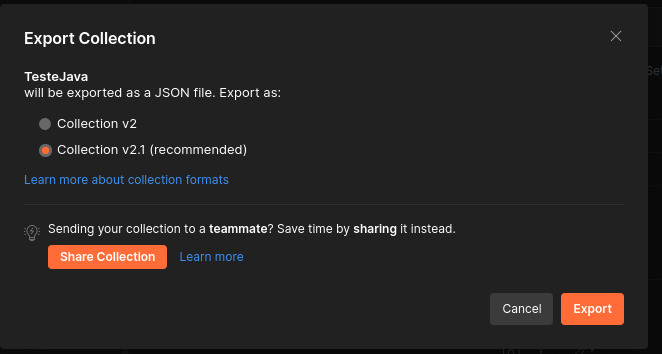 Export Collection
TesteJava
will be exported as a JSON file. Export as:
Collection v2
Collection v2.1 (recommended)
Learn more about collection formats
Sending your collection to a teammate? Save time by sharing it instead.
Share Collection
Learn more
Cancel
Export